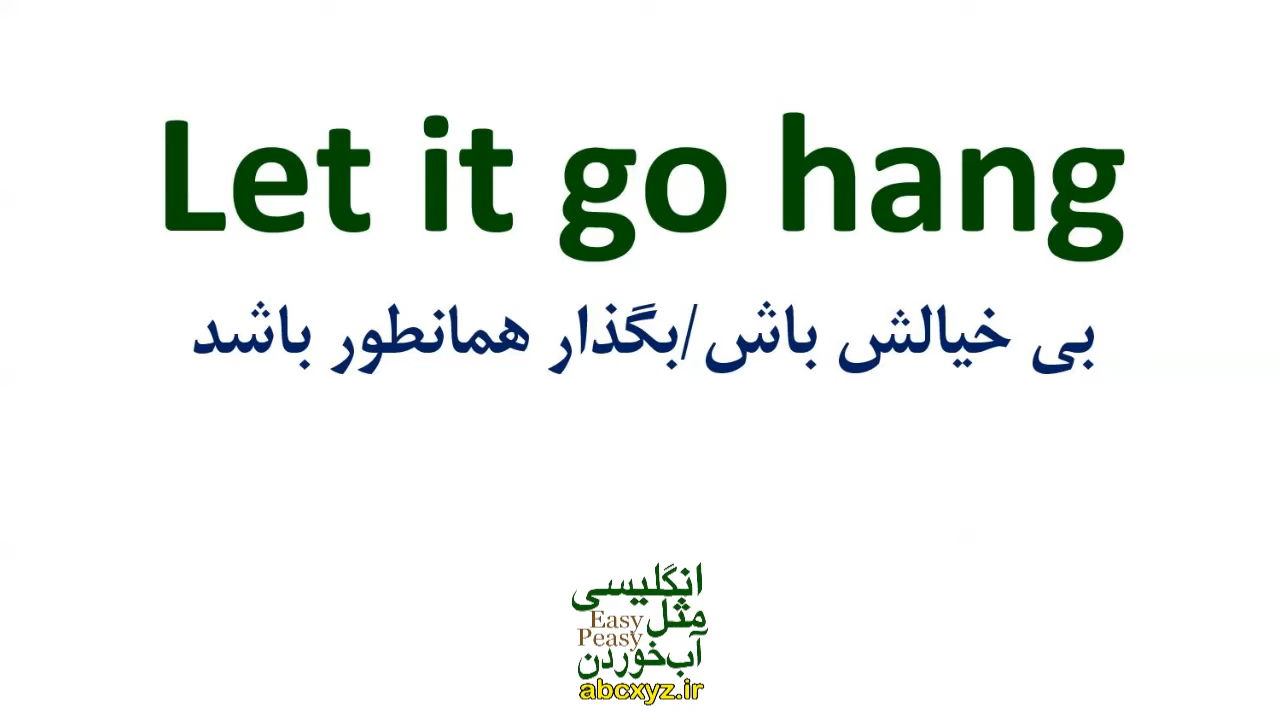 Let it go hang
بی خیالش باش/بگذار همانطور باشد
انگلیسی
مثل
Easy
Peasy
آب‌خوردن
abcxyz.ir